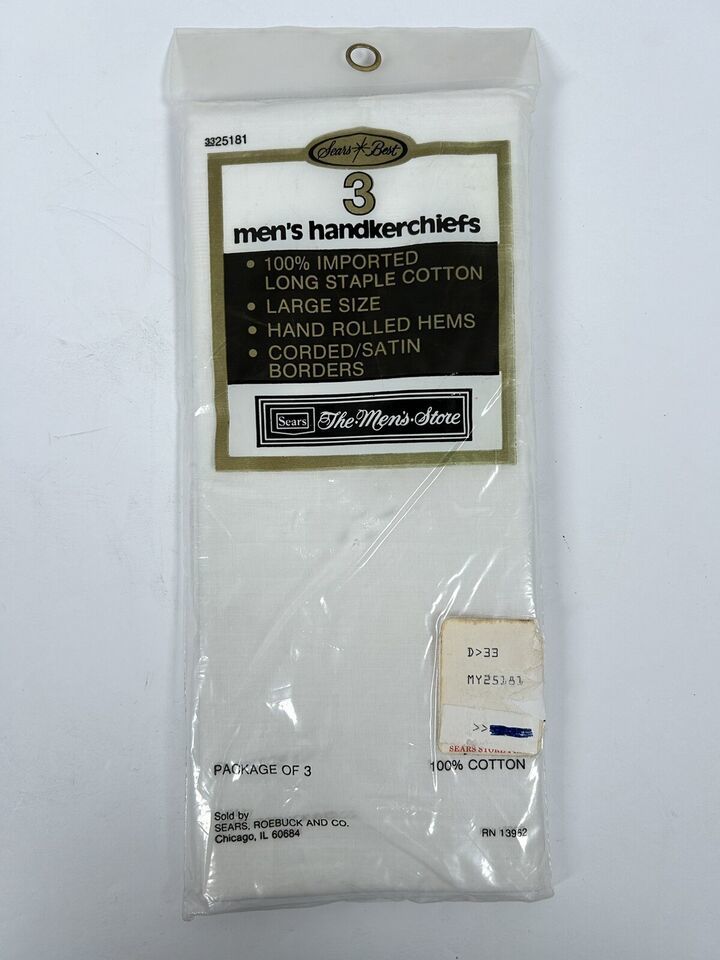 3325181
Sears Best
3
men's handkerchiefs
• 100% IMPORTED
LONG STAPLE COTTON
• LARGE SIZE
• HAND ROLLED HEMS
• CORDED/SATIN
BORDERS
Sears The Men's Store
D>33
MY25181
>>
SEARS
PACKAGE OF 3
100% COTTON
Sold by
SEARS, ROEBUCK AND CO.
Chicago, IL 60684
RN 13962